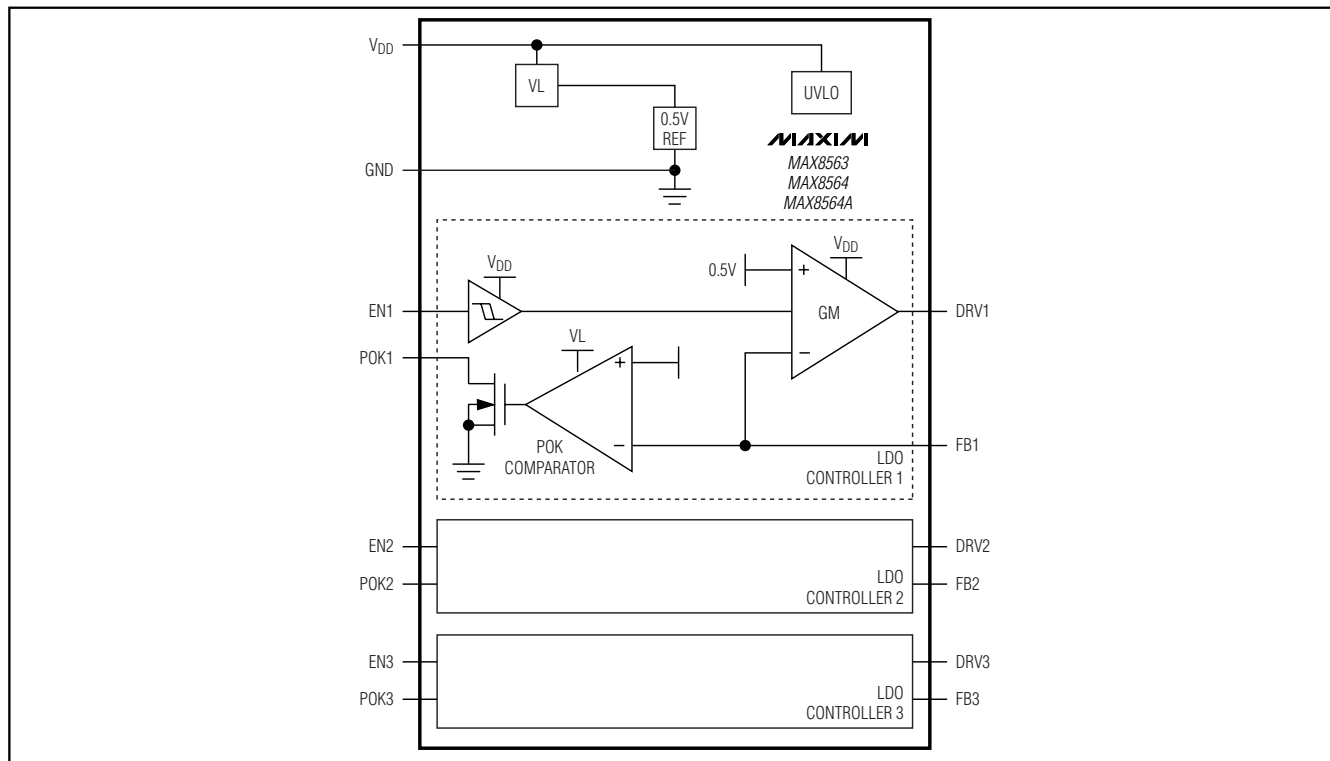 VDD
VL
UVLO
0.5V
REF
MAXIM
MAX8563
MAX8564
MAX8564A
GND
VDD
0.5V
+
VDD
EN1
GM
DRV1
POK1
VL
+
−
−
FB1
POK
COMPARATOR
LDO
CONTROLLER 1
EN2
DRV2
POK2
LDO
CONTROLLER 2
FB2
EN3
DRV3
POK3
LDO
CONTROLLER 3
FB3